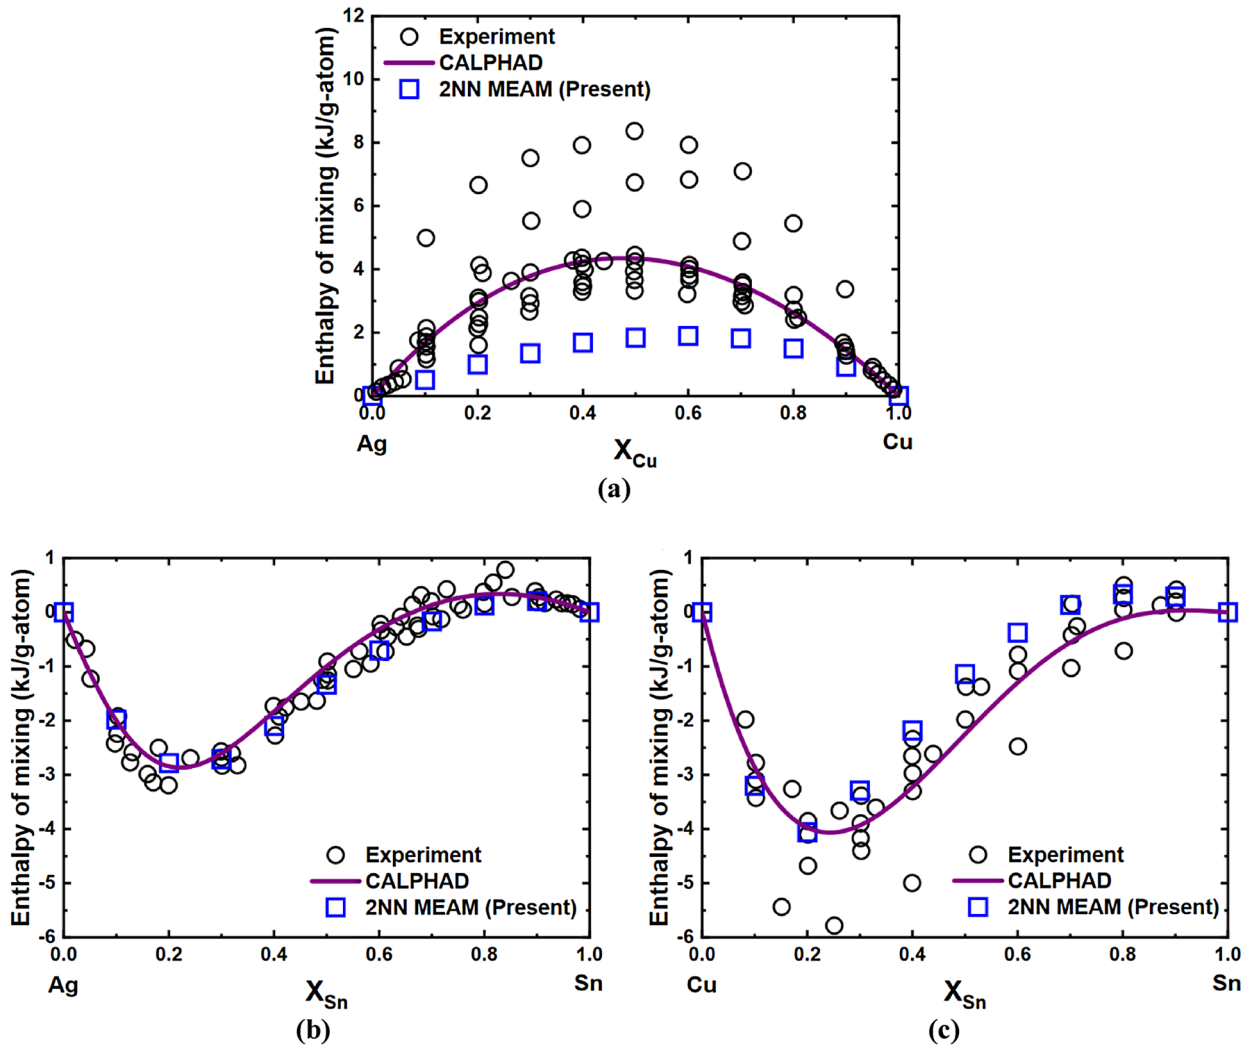 12
10
8
6
4
2
0
Enthalpy of mixing (kJ/g-atom)
Experiment
CALPHAD
2NN MEAM (Present)
0.0 0.2 0.4 0.6 0.8 1.0
Ag X_Cu Cu
(a)
1
0
-1
-2
-3
-4
-5
-6
Enthalpy of mixing (kJ/g-atom)
Experiment
CALPHAD
2NN MEAM (Present)
0.0 0.2 0.4 0.6 0.8 1.0
Ag X_Sn Sn
(b)
1
0
-1
-2
-3
-4
-5
-6
Enthalpy of mixing (kJ/g-atom)
Experiment
CALPHAD
2NN MEAM (Present)
0.0 0.2 0.4 0.6 0.8 1.0
Cu X_Sn Sn
(c)